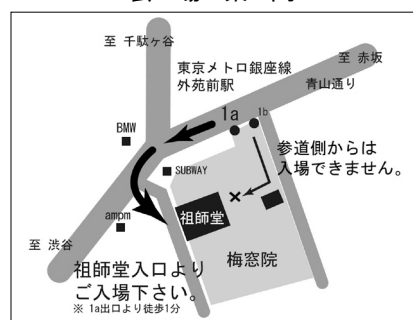 至 千駄ヶ谷
至 赤坂
東京メトロ銀座線
外苑前駅
青山通り
1a
1b
BMW
SUBWAY
参道側からは
入場できません。
ampm
祖師堂
至 渋谷
梅窓院
祖師堂入口より
ご入場下さい。
※ 1a出口より徒歩1分